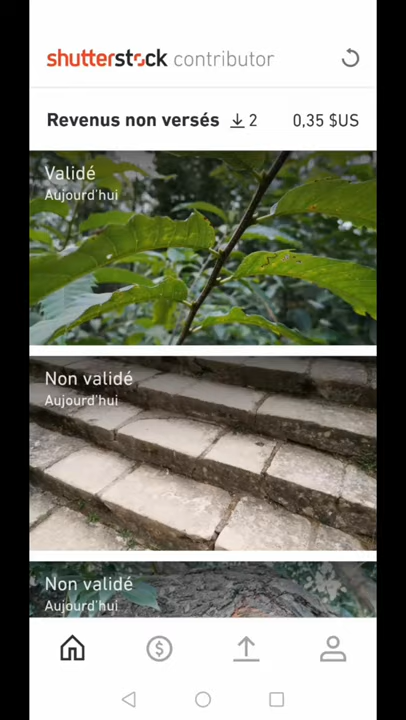 shutterstock contributor
Revenus non versés 2 0,35 $US
Validé
Aujourd'hui
Non validé
Aujourd'hui
Non validé
Aujourd'hui